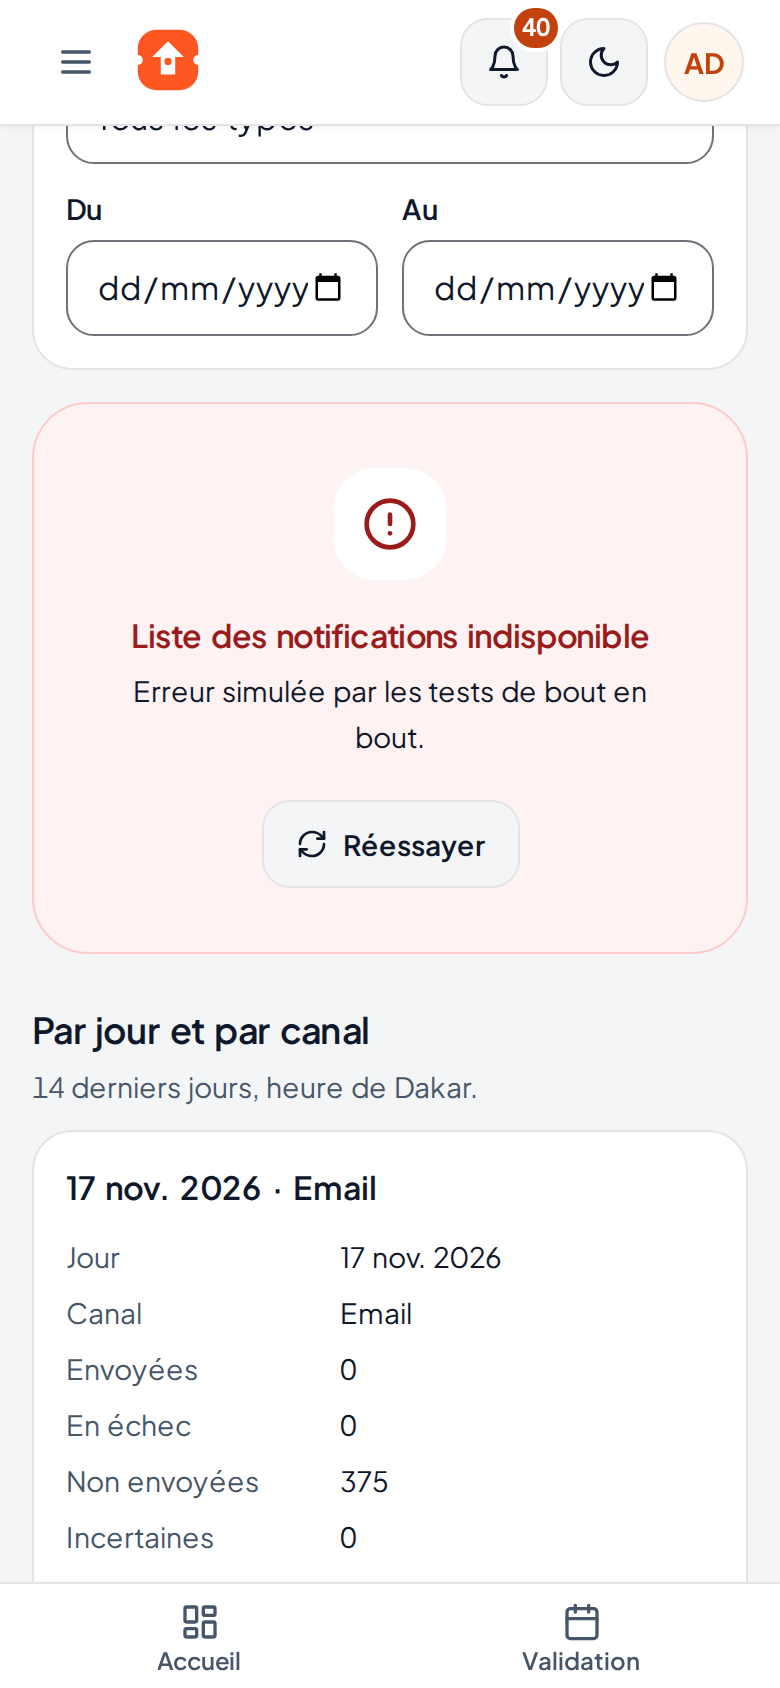 40
AD
Tous les types
Du
Au
dd/mm/yyyy
dd/mm/yyyy
Liste des notifications indisponible
Erreur simulée par les tests de bout en
bout.
Réessayer
Par jour et par canal
14 derniers jours, heure de Dakar.
17 nov. 2026 · Email
Jour 17 nov. 2026
Canal Email
Envoyées 0
En échec 0
Non envoyées 375
Incertaines 0
Accueil
Validation